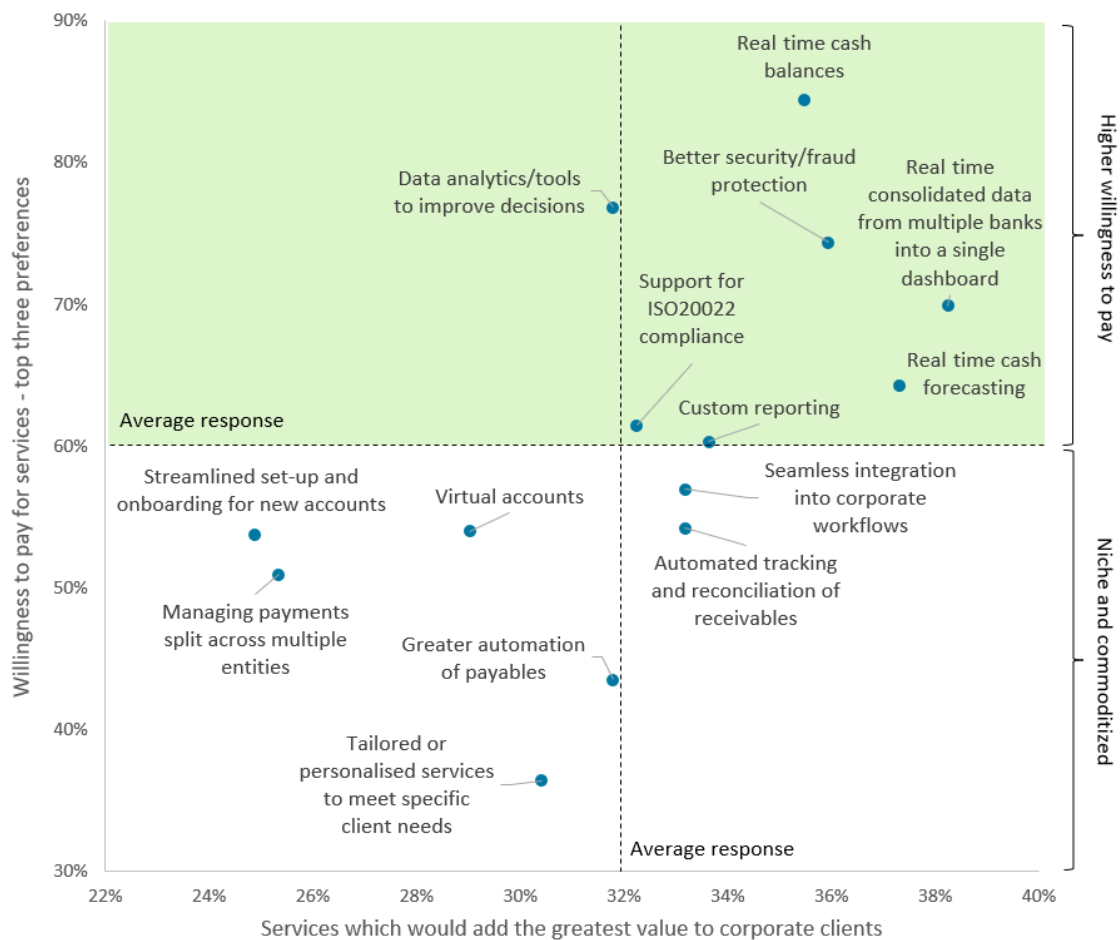 90%
80%
70%
60%
50%
40%
30%
Willingness to pay for services - top three preferences
Real time cash
balances
Better security/fraud
protection
Real time
consolidated data
from multiple banks
into a single
dashboard
Data analytics/tools
to improve decisions
Support for
ISO20022
compliance
Real time cash
forecasting
Custom reporting
Average response
Streamlined set-up and
onboarding for new accounts
Virtual accounts
Seamless integration
into corporate
workflows
Automated tracking
and reconciliation of
receivables
Managing payments
split across multiple
entities
Greater automation
of payables
Tailored or
personalised services
to meet specific
client needs
Average response
Higher willingness to pay
Niche and commoditized
22%
24%
26%
28%
30%
32%
34%
36%
38%
40%
Services which would add the greatest value to corporate clients